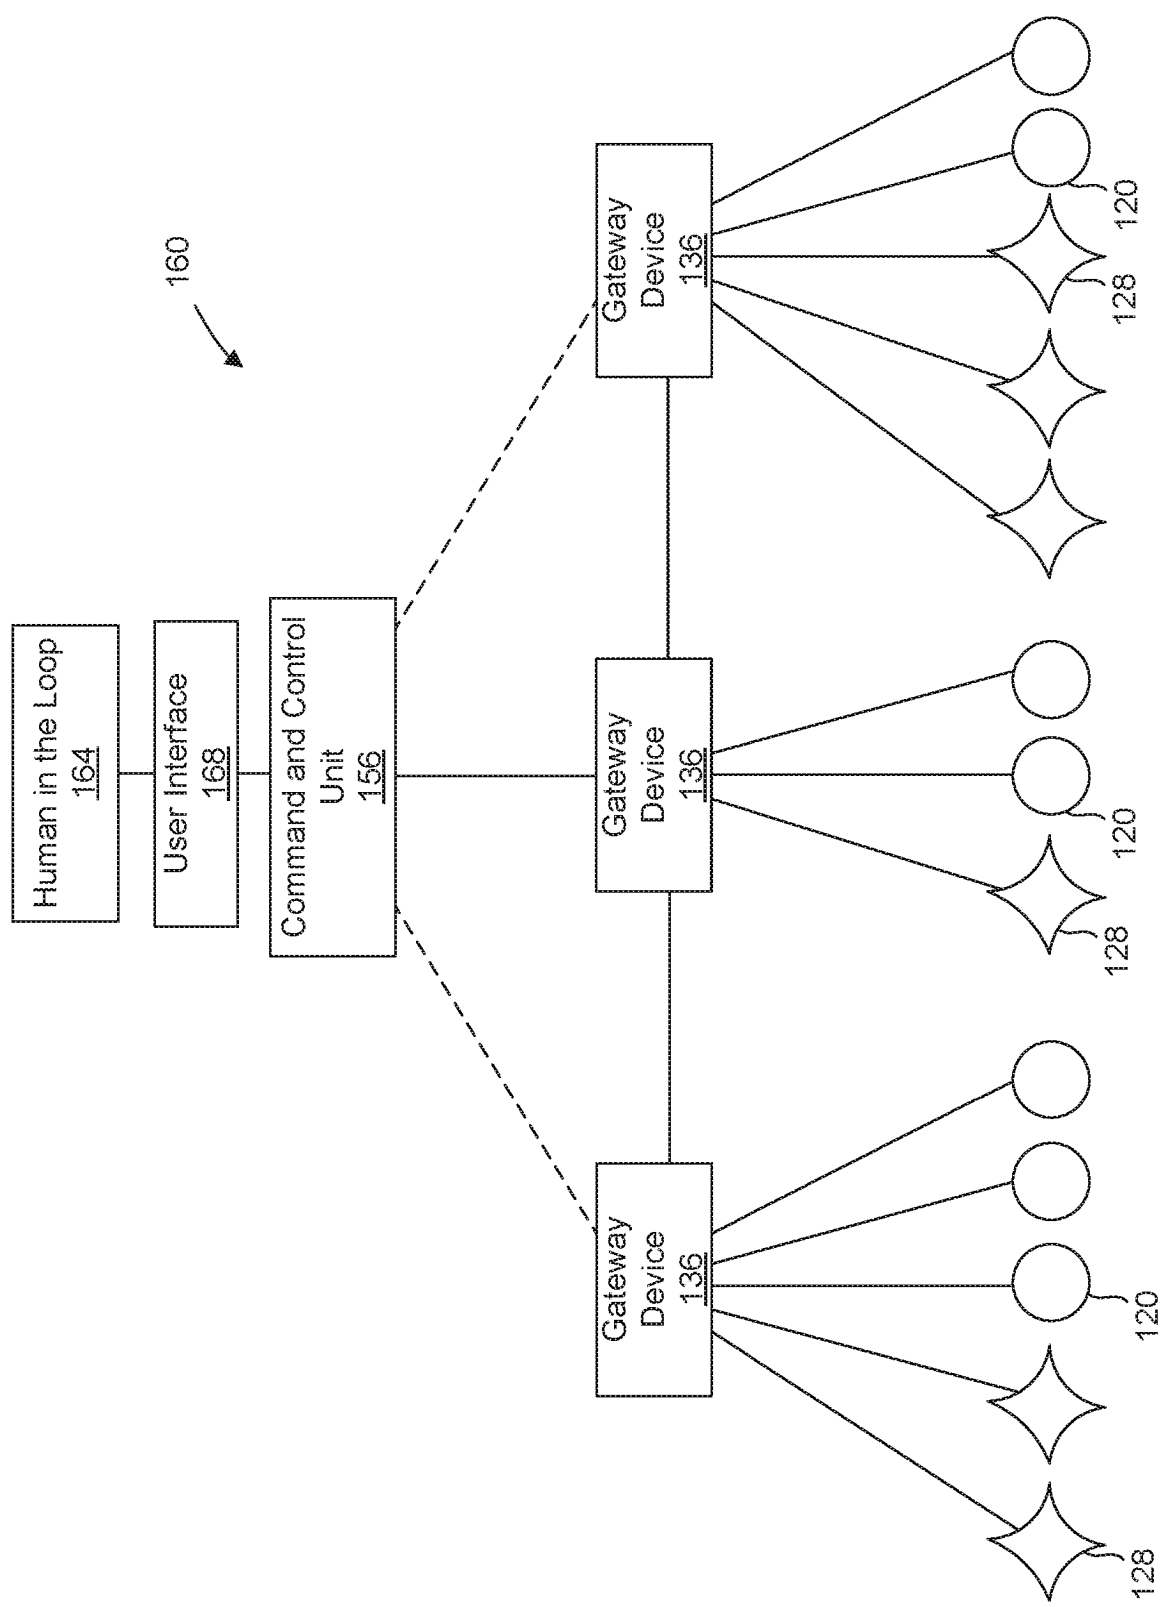 160
Human in the Loop
164
User Interface
168
Command and Control
Unit
156
Gateway
Device
136
Gateway
Device
136
Gateway
Device
136
128
120
128
120
128
120